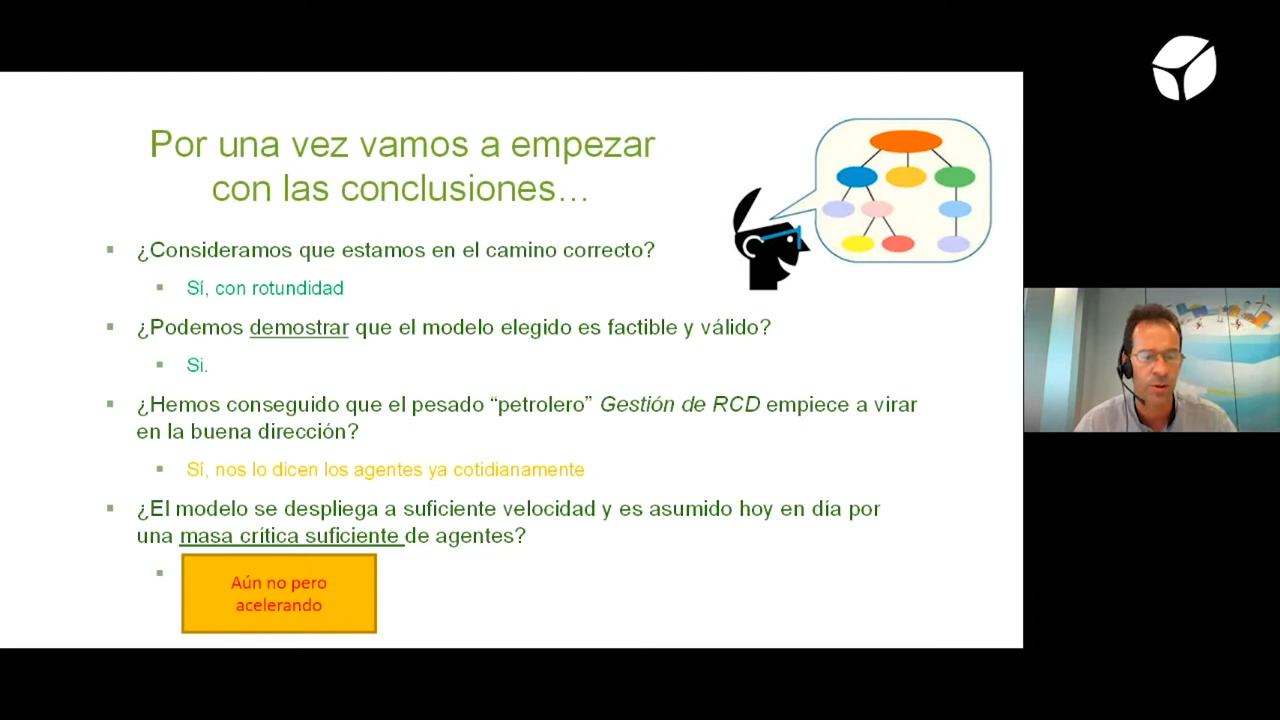 Por una vez vamos a empezar
con las conclusiones…
¿Consideramos que estamos en el camino correcto?
Sí, con rotundidad
¿Podemos demostrar que el modelo elegido es factible y válido?
Si.
¿Hemos conseguido que el pesado “petrolero” Gestión de RCD empiece a virar
en la buena dirección?
Sí, nos lo dicen los agentes ya cotidianamente
¿El modelo se despliega a suficiente velocidad y es asumido hoy en día por
una masa crítica suficiente de agentes?
Aún no pero
acelerando